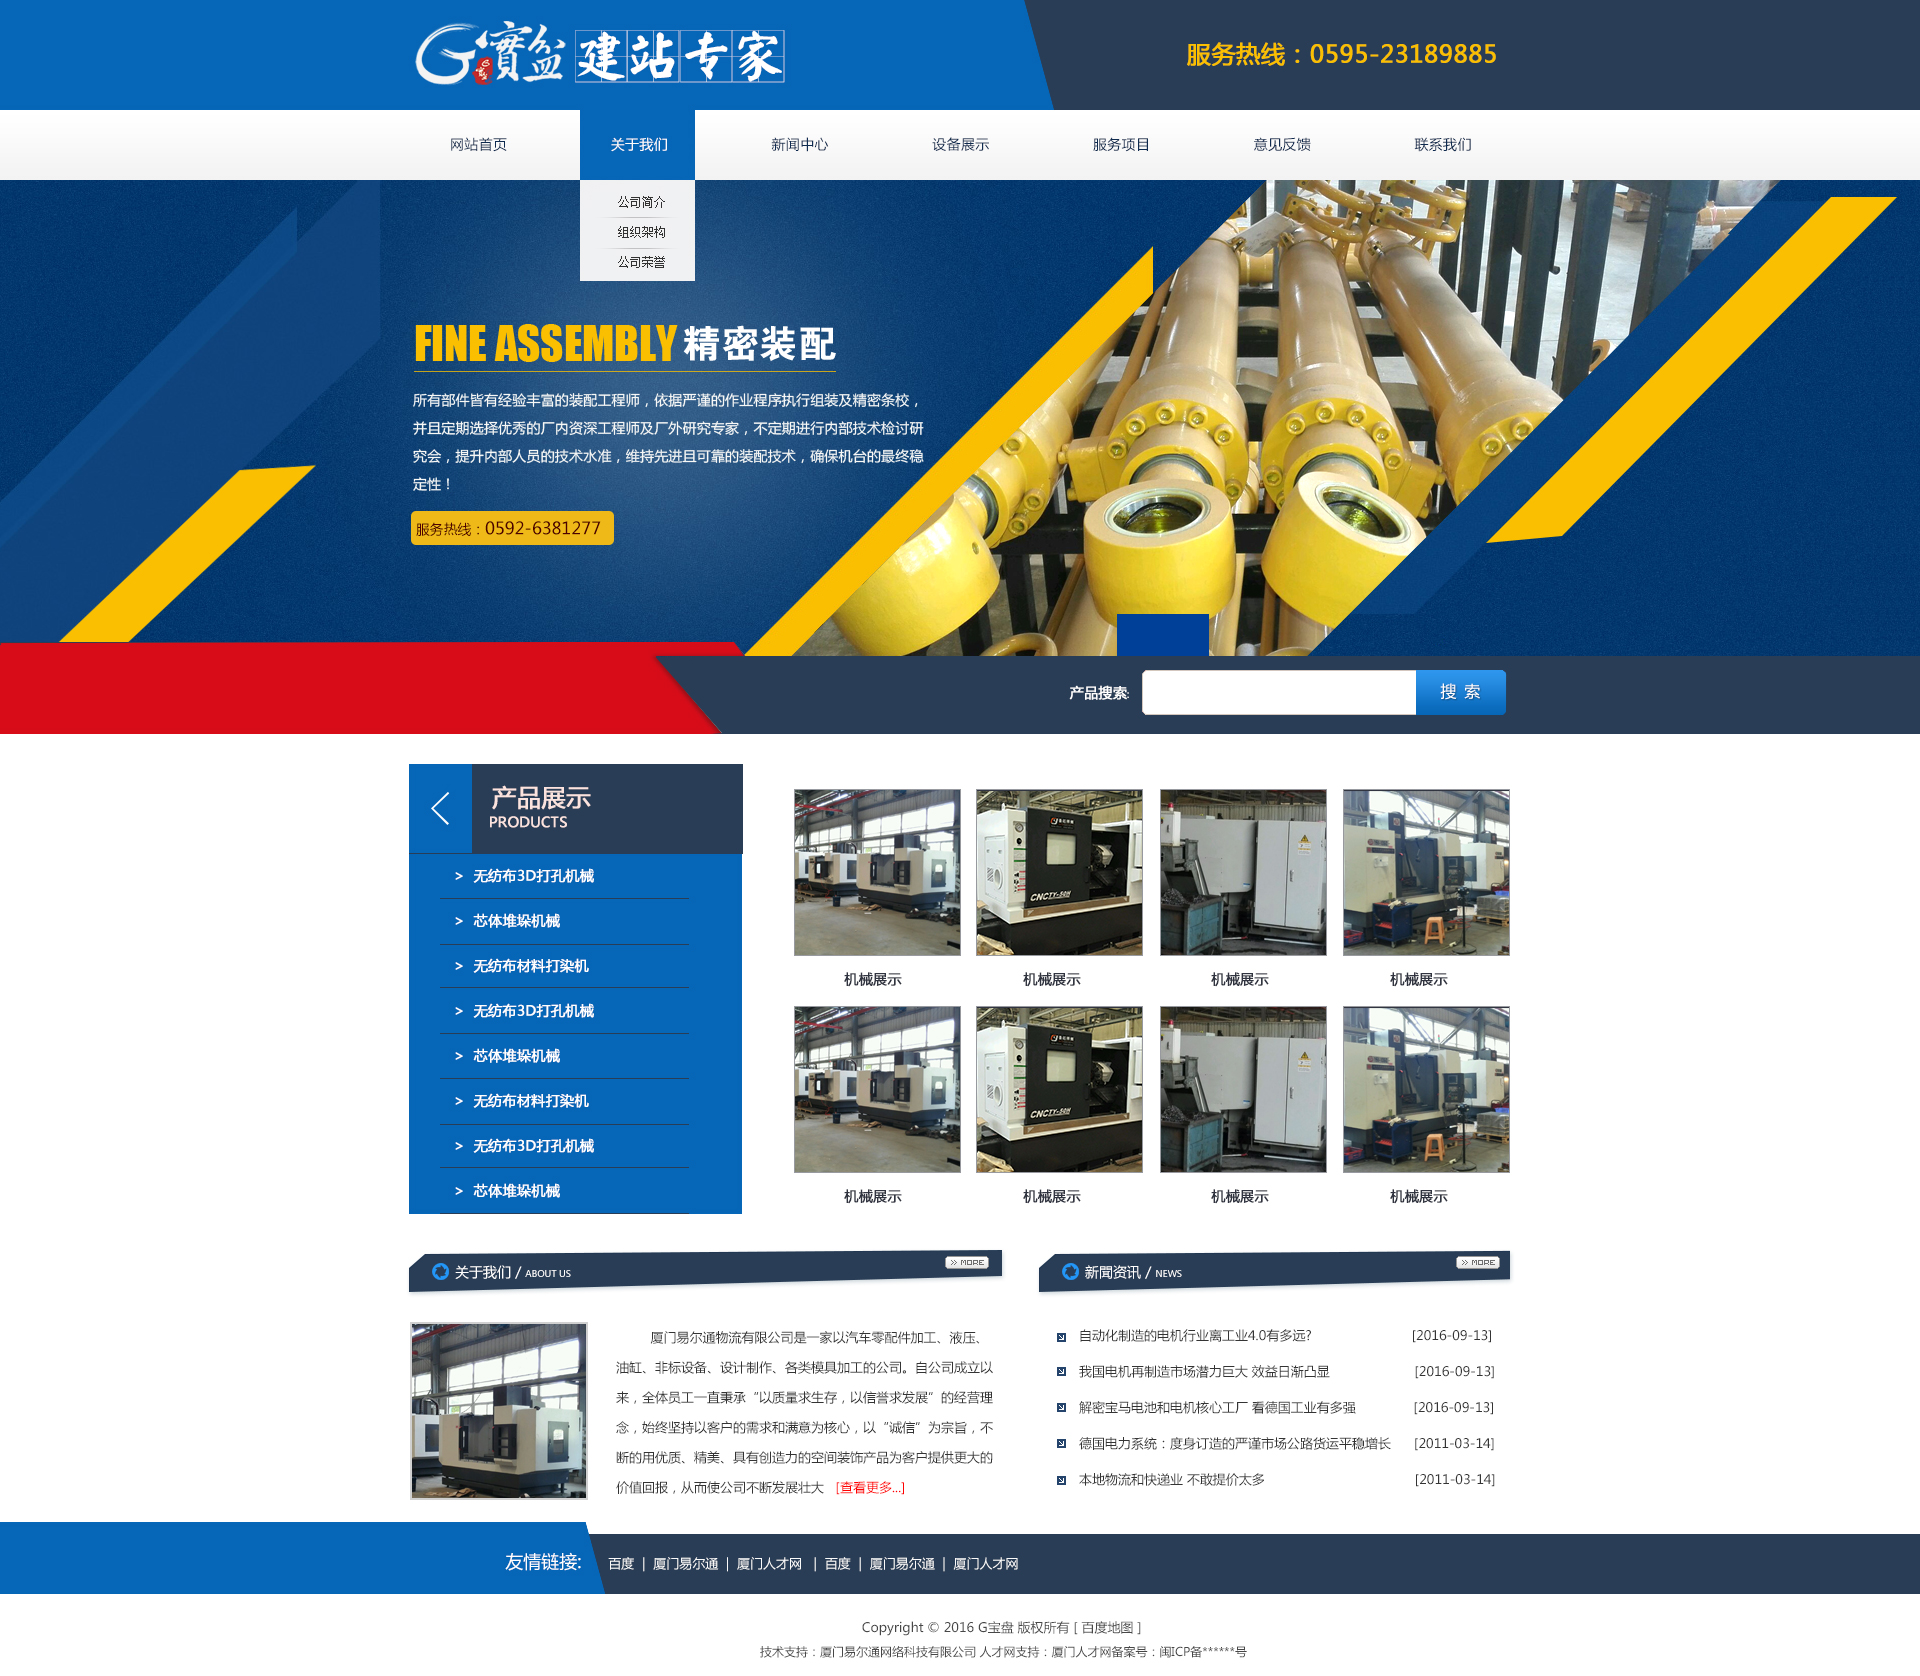 G寶盆 建站专家
服务热线：0595-23189885
网站首页
关于我们
新闻中心
设备展示
服务项目
意见反馈
联系我们
公司简介
组织架构
公司荣誉
FINE ASSEMBLY 精密装配
所有部件皆有经验丰富的装配工程师，依据严谨的作业程序执行组装及精密条校，
并且定期选择优秀的厂内资深工程师及厂外研究专家，不定期进行内部技术检讨研
究会，提升内部人员的技术水准，维持先进且可靠的装配技术，确保机台的最终稳
定性！
服务热线：0592-6381277
产品搜索:
搜 索
产品展示
PRODUCTS
> 无纺布3D打孔机械
> 芯体堆垛机械
> 无纺布材料打染机
> 无纺布3D打孔机械
> 芯体堆垛机械
> 无纺布材料打染机
> 无纺布3D打孔机械
> 芯体堆垛机械
CNCTY-50H
机械展示
机械展示
机械展示
机械展示
CNCTY-50H
机械展示
机械展示
机械展示
机械展示
关于我们 / ABOUT US
MORE
厦门易尔通物流有限公司是一家以汽车零配件加工、液压、
油缸、非标设备、设计制作、各类模具加工的公司。自公司成立以
来，全体员工一直秉承“以质量求生存，以信誉求发展”的经营理
念，始终坚持以客户的需求和满意为核心，以“诚信”为宗旨，不
断的用优质、精美、具有创造力的空间装饰产品为客户提供更大的
价值回报，从而使公司不断发展壮大 [查看更多...]
新聞资讯 / NEWS
MORE
自动化制造的电机行业离工业4.0有多远? [2016-09-13]
我国电机再制造市场潜力巨大 效益日渐凸显 [2016-09-13]
解密宝马电池和电机核心工厂 看德国工业有多强 [2016-09-13]
德国电力系统：度身订造的严谨市场公路货运平稳增长 [2011-03-14]
本地物流和快递业 不敢提价太多 [2011-03-14]
友情链接:
百度 | 厦门易尔通 | 厦门人才网 | 百度 | 厦门易尔通 | 厦门人才网
Copyright © 2016 G宝盘 版权所有 [ 百度地图 ]
技术支持：厦门易尔通网络科技有限公司 人才网支持：厦门人才网备案号：闽ICP备******号